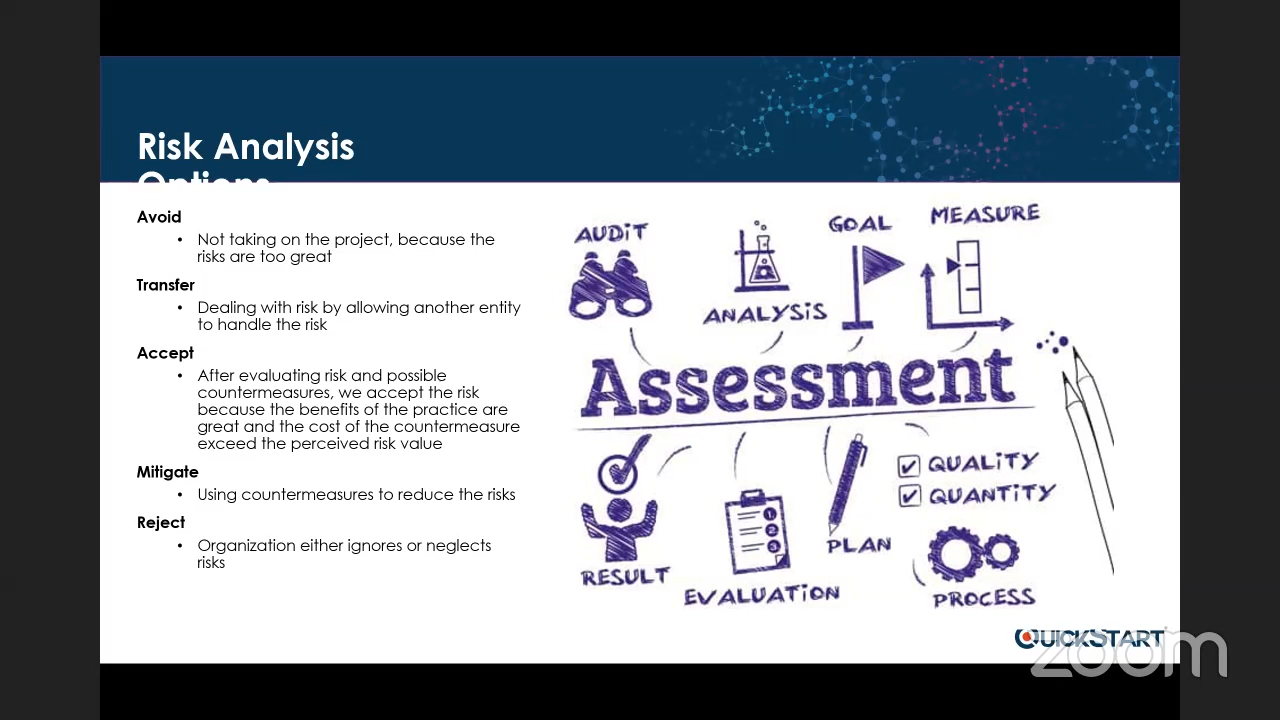 Risk Analysis
Options
Avoid
• Not taking on the project, because the
risks are too great
Transfer
• Dealing with risk by allowing another entity
to handle the risk
Accept
• After evaluating risk and possible
countermeasures, we accept the risk
because the benefits of the practice are
great and the cost of the countermeasure
exceed the perceived risk value
Mitigate
• Using countermeasures to reduce the risks
Reject
• Organization either ignores or neglects
risks
AUDiT
ANALYSiS
GOAL
MEASURE
Assessment
RESULT
EVALUATiON
1
2
3
PLAN
QUALiTY
QUANTiTY
PROCESS
QUICKSTART
zoom